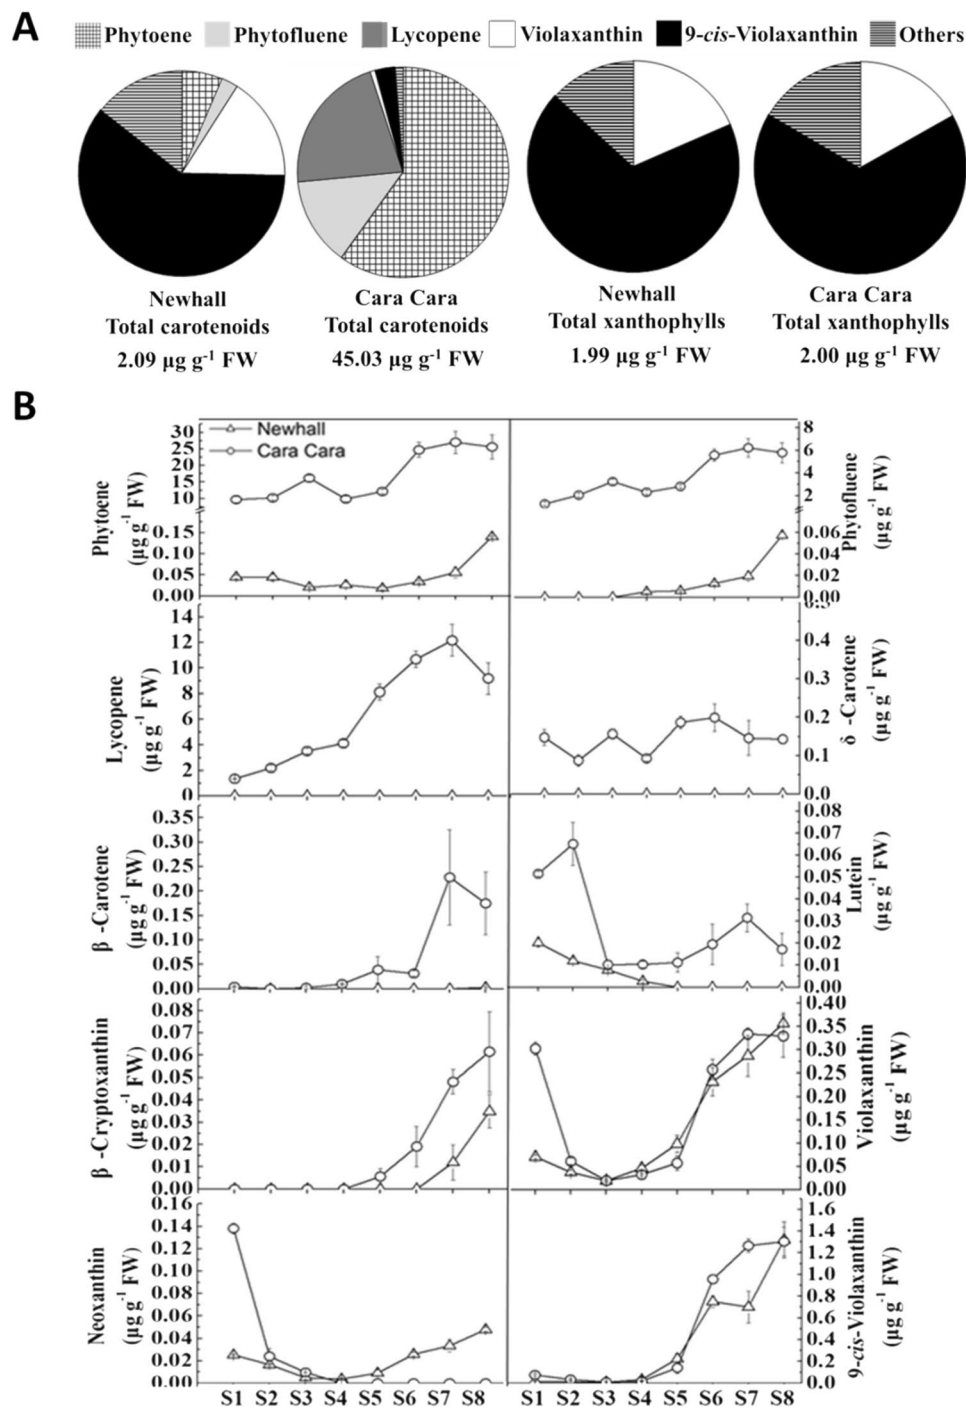 A
Phytoene Phytofluene Lycopene Violaxanthin 9-cis-Violaxanthin Others
Newhall
Total carotenoids
2.09 µg g-1 FW
Cara Cara
Total carotenoids
45.03 µg g-1 FW
Newhall
Total xanthophylls
1.99 µg g-1 FW
Cara Cara
Total xanthophylls
2.00 µg g-1 FW
B
Newhall
Cara Cara
Phytoene
(µg g-1 FW)
30
25
20
15
10
0.15
0.10
0.05
0.00
Phytofluene
(µg g-1 FW)
8
6
4
2
0.06
0.04
0.02
0.00
Lycopene
(µg g-1 FW)
14
12
10
8
6
4
2
0
δ -Carotene
(µg g-1 FW)
0.5
0.4
0.3
0.2
0.1
0.0
β -Carotene
(µg g-1 FW)
0.35
0.30
0.25
0.20
0.15
0.10
0.05
0.00
Lutein
(µg g-1 FW)
0.08
0.07
0.06
0.05
0.04
0.03
0.02
0.01
0.00
β -Cryptoxanthin
(µg g-1 FW)
0.08
0.07
0.06
0.05
0.04
0.03
0.02
0.01
0.00
Violaxanthin
(µg g-1 FW)
0.40
0.35
0.30
0.25
0.20
0.15
0.10
0.05
0.00
Neoxanthin
(µg g-1 FW)
0.16
0.14
0.12
0.10
0.08
0.06
0.04
0.02
0.00
9-cis-Violaxanthin
(µg g-1 FW)
1.6
1.4
1.2
1.0
0.8
0.6
0.4
0.2
0.0
S1 S2 S3 S4 S5 S6 S7 S8
S1 S2 S3 S4 S5 S6 S7 S8